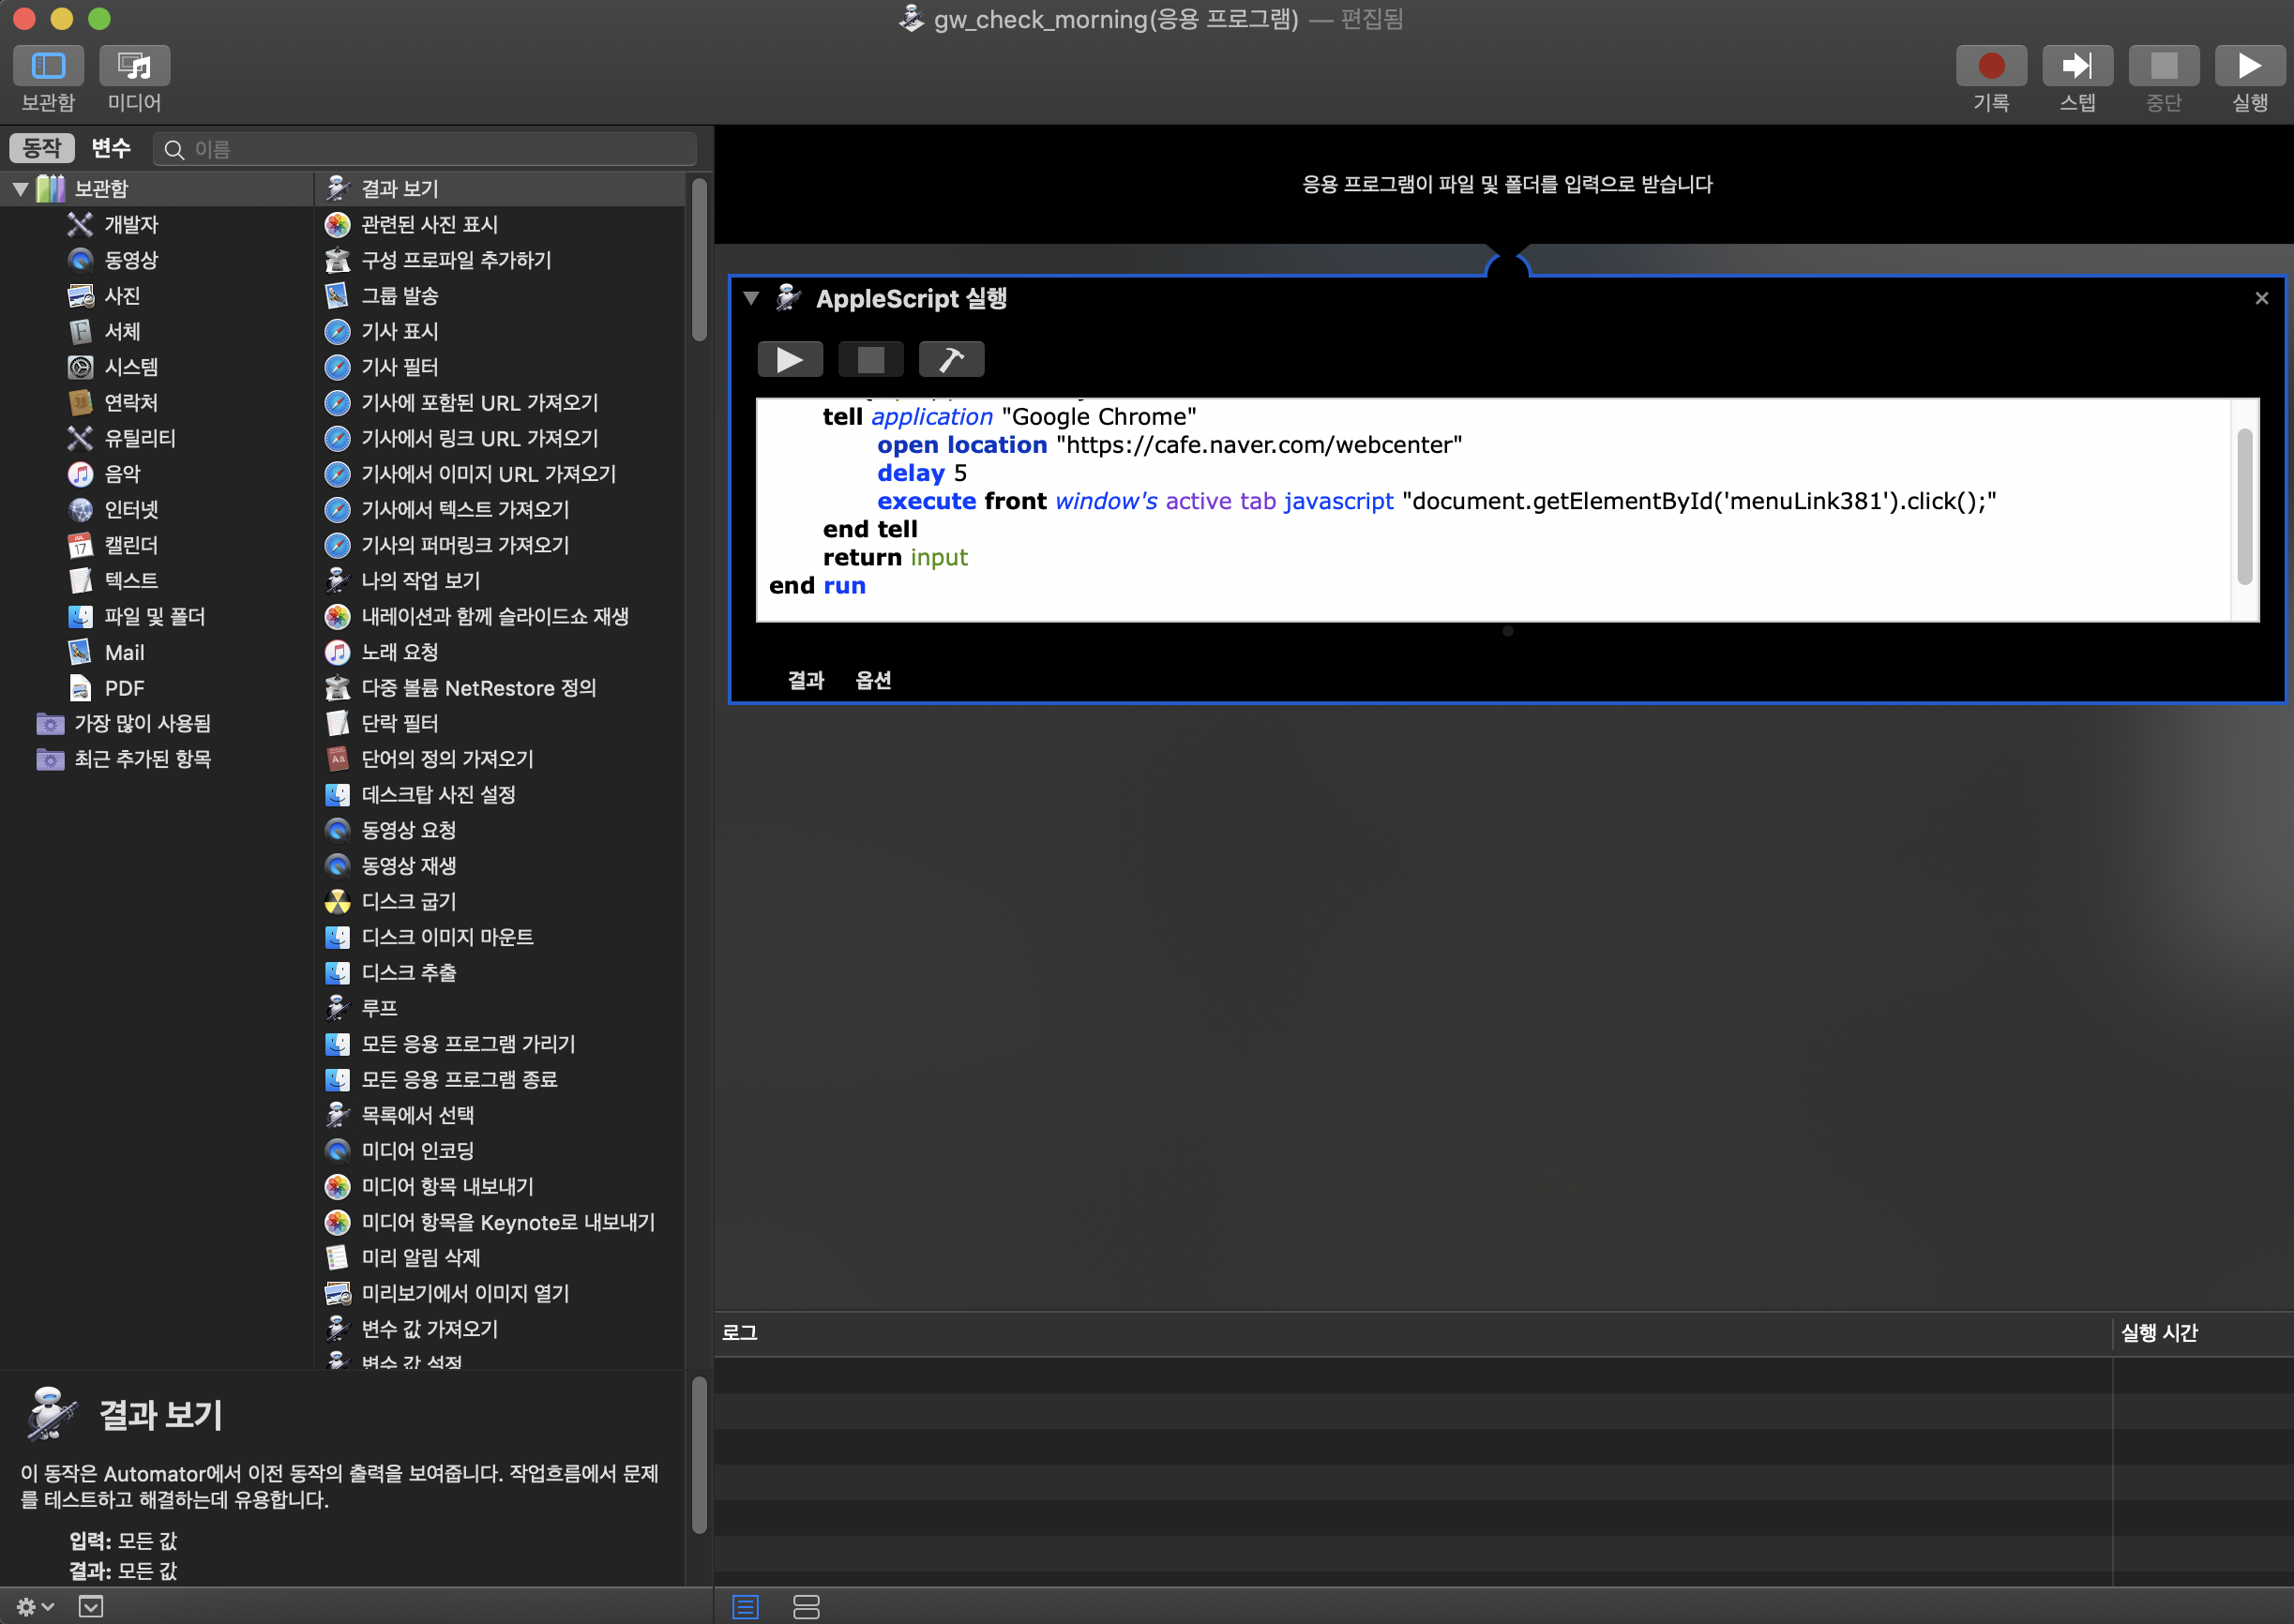 gw_check_morning(응용 프로그램) — 편집됨
보관함
미디어
기록
스텝
중단
실행
동작
변수
이름
보관함
개발자
동영상
사진
서체
시스템
연락처
유틸리티
음악
인터넷
캘린더
텍스트
파일 및 폴더
Mail
PDF
가장 많이 사용됨
최근 추가된 항목
결과 보기
관련된 사진 표시
구성 프로파일 추가하기
그룹 발송
기사 표시
기사 필터
기사에 포함된 URL 가져오기
기사에서 링크 URL 가져오기
기사에서 이미지 URL 가져오기
기사에서 텍스트 가져오기
기사의 퍼머링크 가져오기
나의 작업 보기
내레이션과 함께 슬라이드쇼 재생
노래 요청
다중 볼륨 NetRestore 정의
단락 필터
단어의 정의 가져오기
데스크탑 사진 설정
동영상 요청
동영상 재생
디스크 굽기
디스크 이미지 마운트
디스크 추출
루프
모든 응용 프로그램 가리기
모든 응용 프로그램 종료
목록에서 선택
미디어 인코딩
미디어 항목 내보내기
미디어 항목을 Keynote로 내보내기
미리 알림 삭제
미리보기에서 이미지 열기
변수 값 가져오기
변수 값 설정
결과 보기
이 동작은 Automator에서 이전 동작의 출력을 보여줍니다. 작업흐름에서 문제
를 테스트하고 해결하는데 유용합니다.
입력: 모든 값
결과: 모든 값
응용 프로그램이 파일 및 폴더를 입력으로 받습니다
AppleScript 실행
tell application "Google Chrome"
open location "https://cafe.naver.com/webcenter"
delay 5
execute front window's active tab javascript "document.getElementById('menuLink381').click();"
end tell
return input
end run
결과 옵션
로그
실행 시간